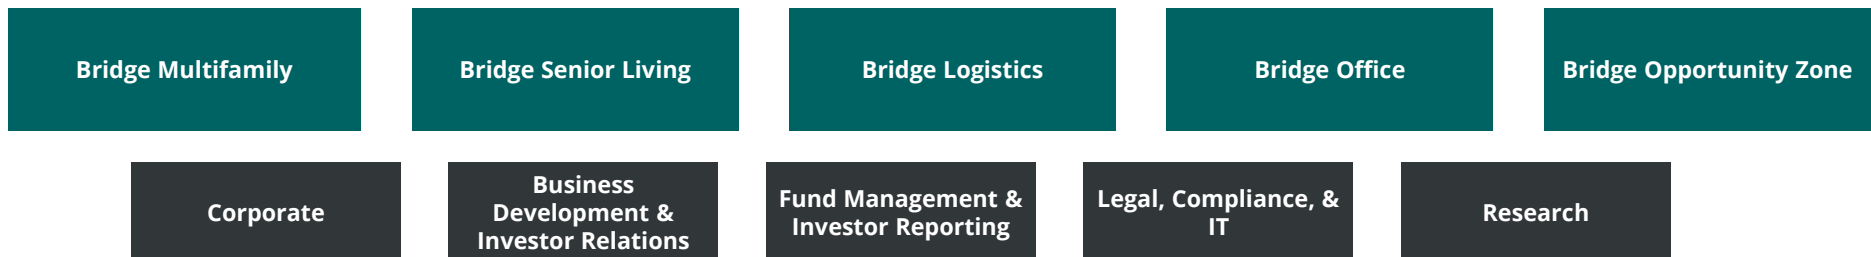 Bridge Multifamily
Bridge Senior Living
Bridge Logistics
Bridge Office
Bridge Opportunity Zone
Corporate
Business
Development &
Investor Relations
Fund Management &
Investor Reporting
Legal, Compliance, &
IT
Research